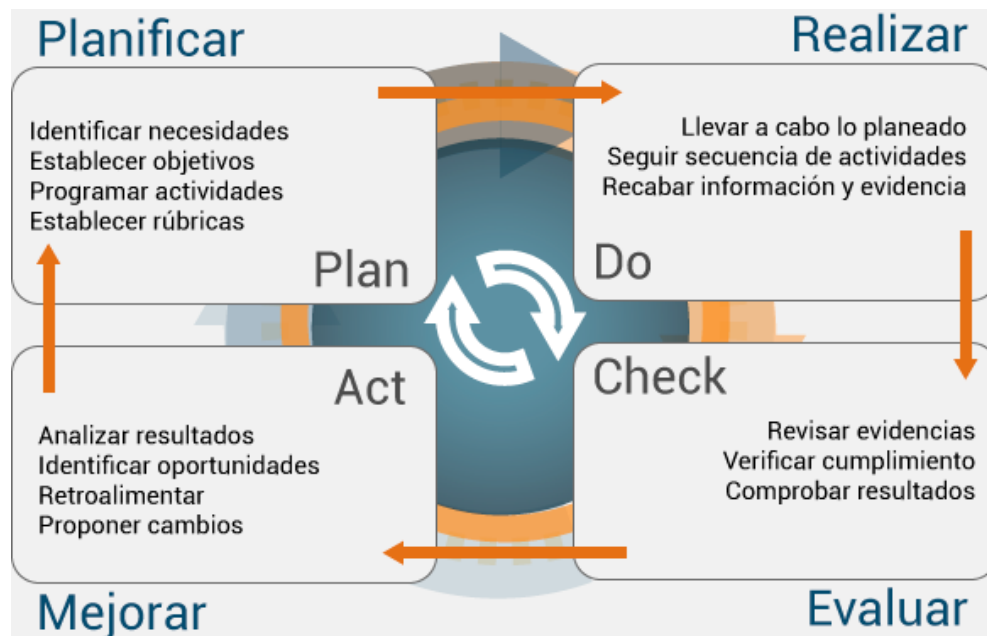 Planificar
Realizar
Identificar necesidades
Establecer objetivos
Programar actividades
Establecer rúbricas
Plan
Llevar a cabo lo planeado
Seguir secuencia de actividades
Recabar información y evidencia
Do
Act
Analizar resultados
Identificar oportunidades
Retroalimentar
Proponer cambios
Check
Revisar evidencias
Verificar cumplimiento
Comprobar resultados
Mejorar
Evaluar